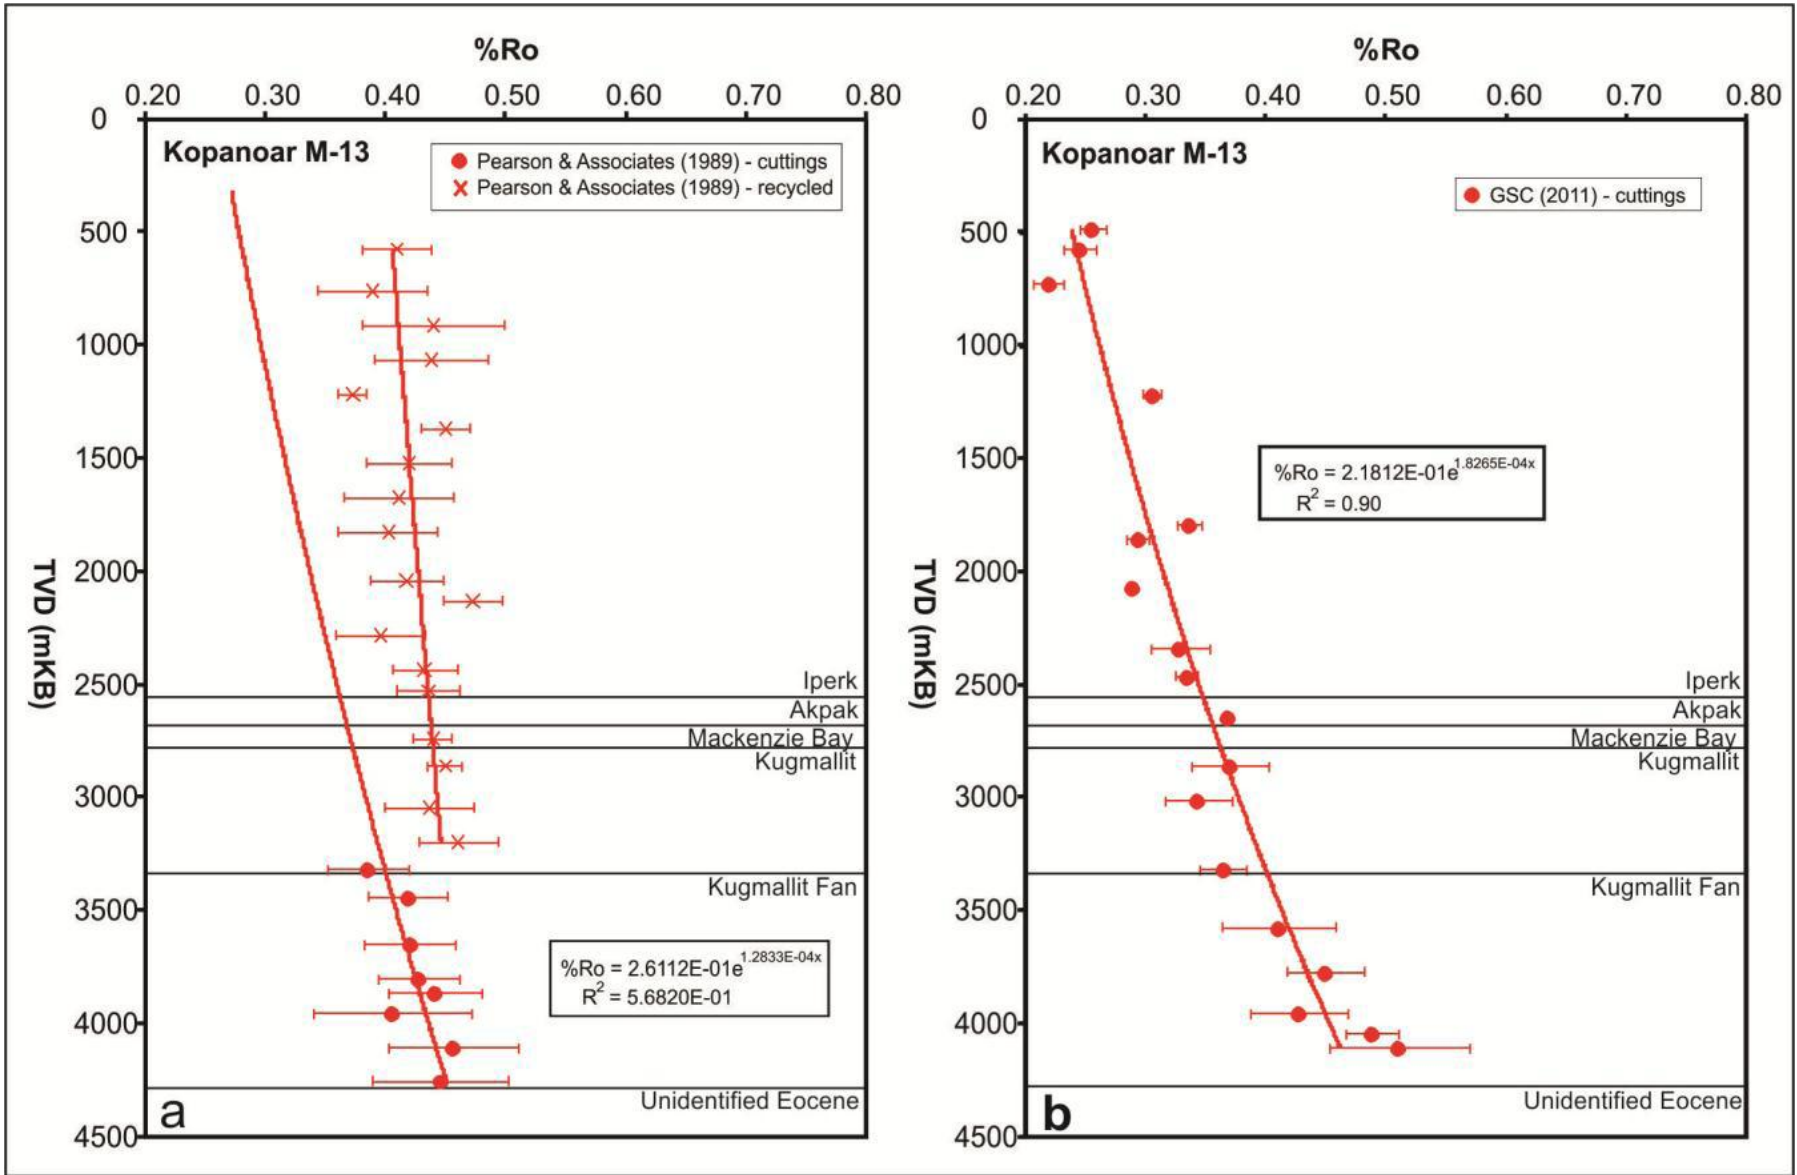 %Ro
0.20 0.30 0.40 0.50 0.60 0.70 0.80
0
500
1000
1500
2000
2500
3000
3500
4000
4500
TVD (mKB)
Kopanoar M-13
Pearson & Associates (1989) - cuttings
Pearson & Associates (1989) - recycled
Iperk
Akpak
Mackenzie Bay
Kugmallit
Kugmallit Fan
%Ro = 2.6112E-01e^1.2833E-04x
R² = 5.6820E-01
Unidentified Eocene
a
%Ro
0.20 0.30 0.40 0.50 0.60 0.70 0.80
0
500
1000
1500
2000
2500
3000
3500
4000
4500
TVD (mKB)
Kopanoar M-13
GSC (2011) - cuttings
%Ro = 2.1812E-01e^1.8265E-04x
R² = 0.90
Iperk
Akpak
Mackenzie Bay
Kugmallit
Kugmallit Fan
Unidentified Eocene
b